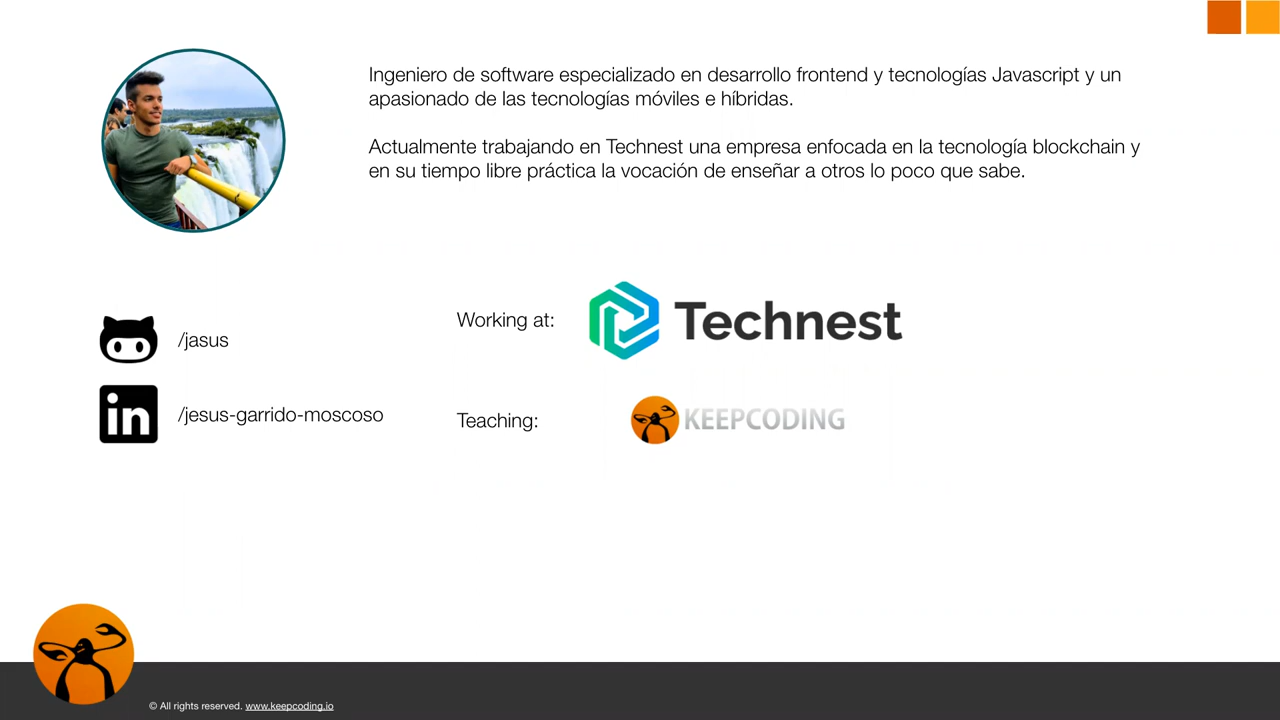 Ingeniero de software especializado en desarrollo frontend y tecnologías Javascript y un
apasionado de las tecnologías móviles e híbridas.
Actualmente trabajando en Technest una empresa enfocada en la tecnología blockchain y
en su tiempo libre práctica la vocación de enseñar a otros lo poco que sabe.
/jasus
in
/jesus-garrido-moscoso
Working at:
Technest
Teaching:
KEEPCODING
© All rights reserved. www.keepcoding.io